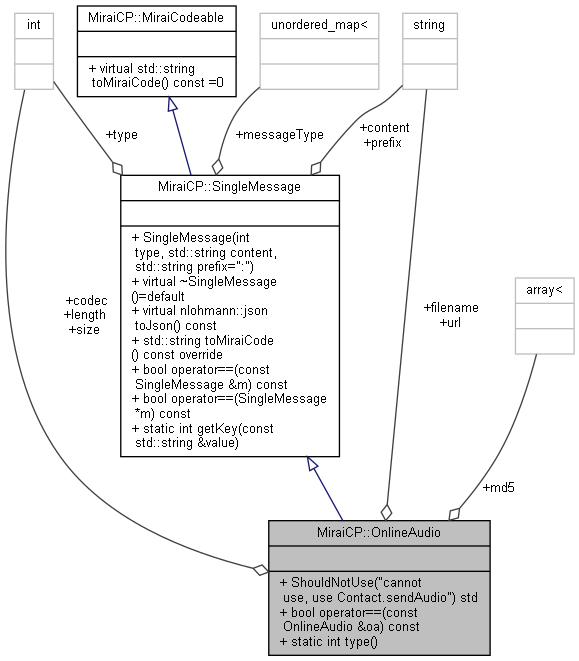 int
MiraiCP::MiraiCodeable
+ virtual std::string
toMiraiCode() const =0
unordered_map<
string
+type
+messageType
+content
+prefix
MiraiCP::SingleMessage
+ SingleMessage(int
type, std::string content,
std::string prefix=":")
+ virtual ~SingleMessage
()=default
+ virtual nlohmann::json
toJson() const
+ std::string toMiraiCode
() const override
+ bool operator==(const
SingleMessage &m) const
+ bool operator==(SingleMessage
*m) const
+ static int getKey(const
std::string &value)
+codec
+length
+size
+filename
+url
array<
+md5
MiraiCP::OnlineAudio
+ ShouldNotUse("cannot
use, use Contact.sendAudio") std
+ bool operator==(const
OnlineAudio &oa) const
+ static int type()